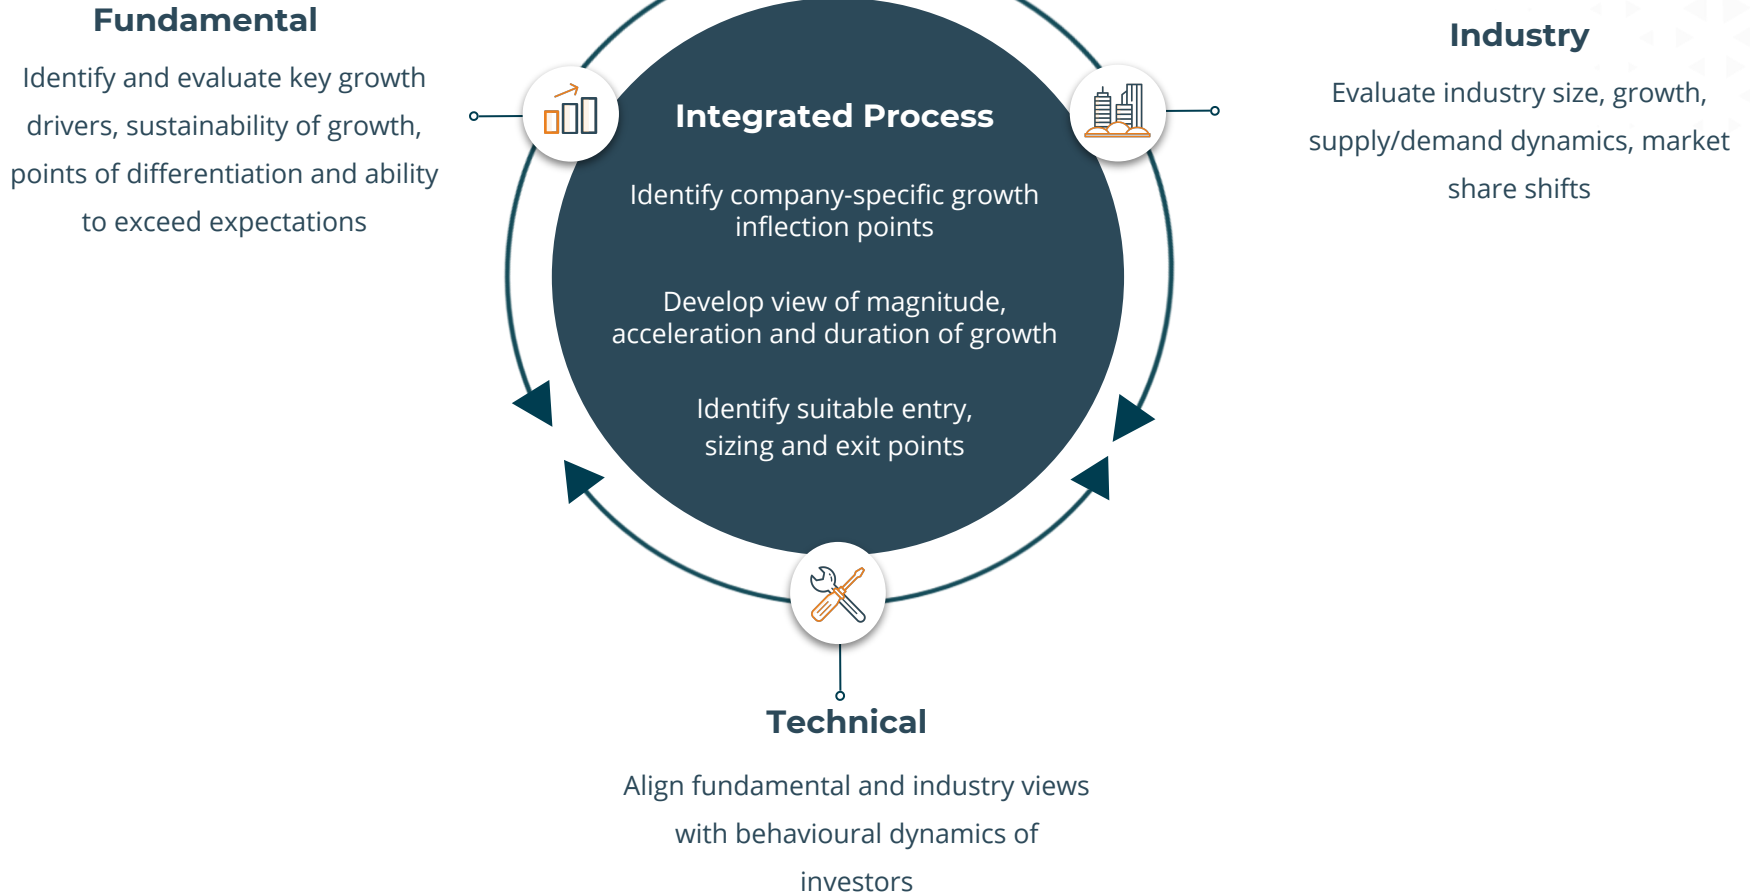 Fundamental
Identify and evaluate key growth
drivers, sustainability of growth,
points of differentiation and ability
to exceed expectations
Integrated Process
Identify company-specific growth
inflection points
Develop view of magnitude,
acceleration and duration of growth
Identify suitable entry,
sizing and exit points
Industry
Evaluate industry size, growth,
supply/demand dynamics, market
share shifts
Technical
Align fundamental and industry views
with behavioural dynamics of
investors